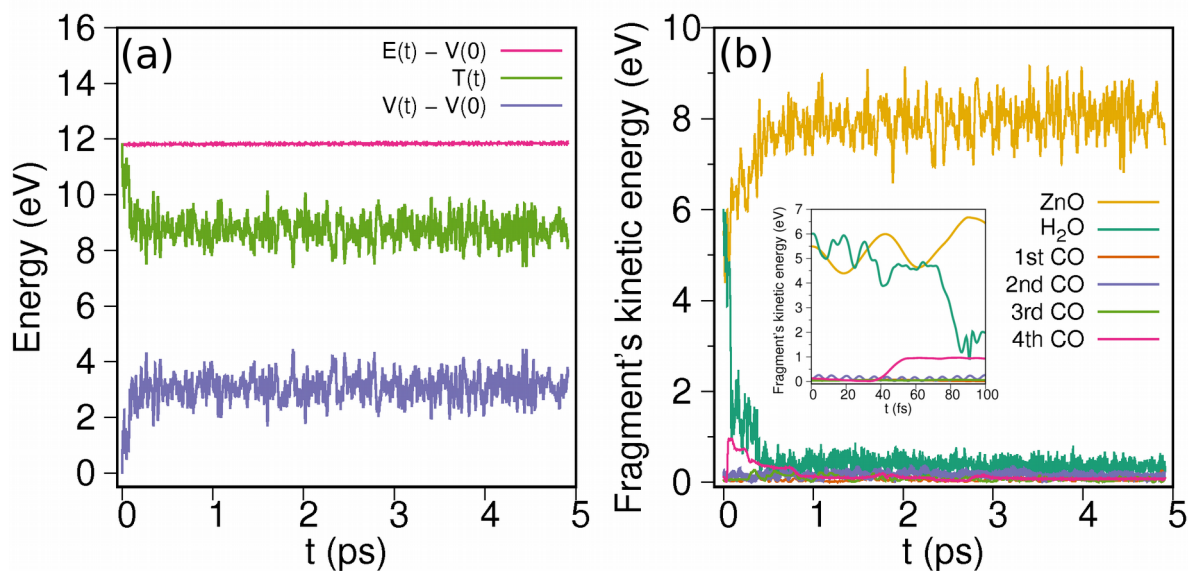 (a)
E(t) – V(0)
T(t)
V(t) – V(0)
Energy (eV)
16
14
12
10
8
6
4
2
0
0 1 2 3 4 5
t (ps)
(b)
Fragment's kinetic energy (eV)
10
8
6
4
2
0
0 1 2 3 4 5
t (ps)
ZnO
H₂O
1st CO
2nd CO
3rd CO
4th CO
Fragment's kinetic energy (eV)
7
6
5
4
3
2
1
0
0 20 40 60 80 100
t (fs)